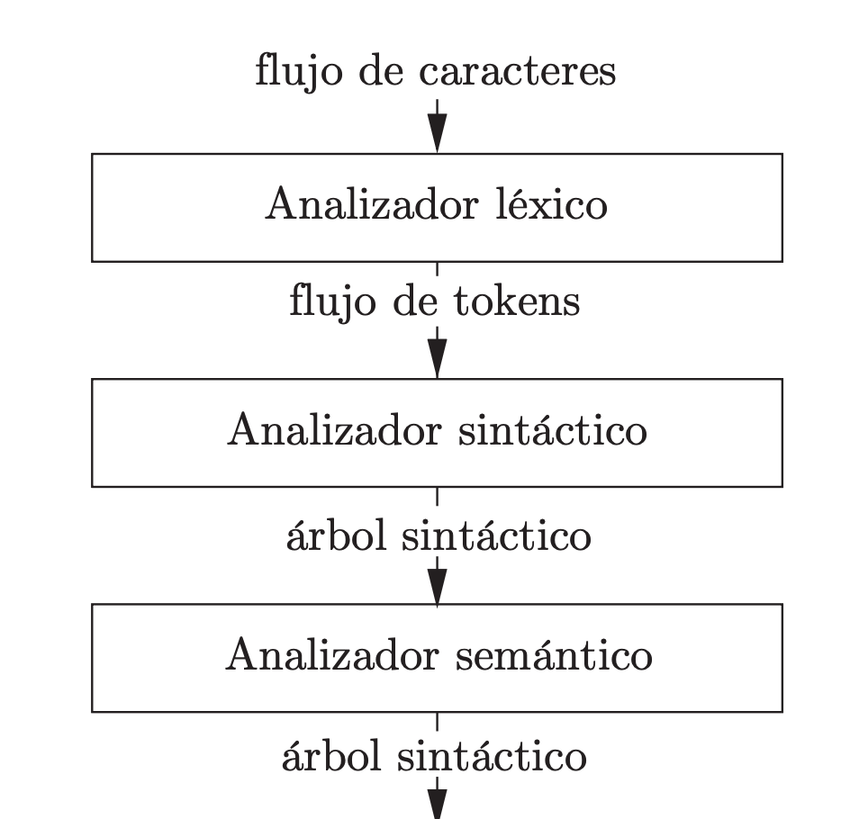 flujo de caracteres
Analizador léxico
flujo de tokens
Analizador sintáctico
árbol sintáctico
Analizador semántico
árbol sintáctico